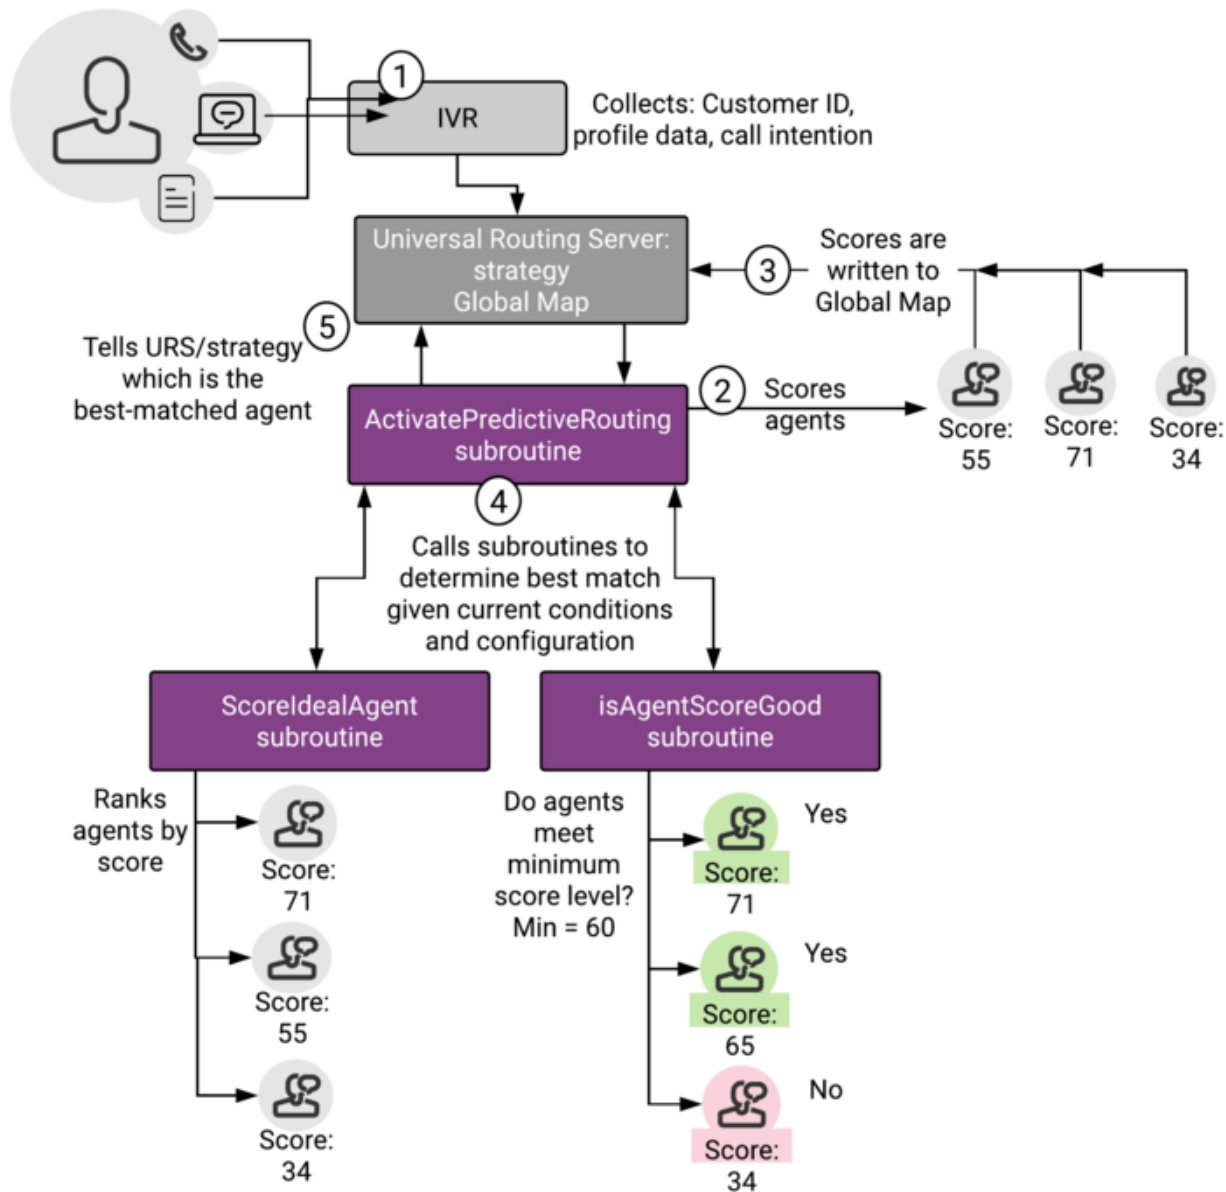 1
IVR
Collects: Customer ID,
profile data, call intention
Universal Routing Server:
strategy
Global Map
3
Scores are
written to
Global Map
5
Tells URS/strategy
which is the
best-matched agent
ActivatePredictiveRouting
subroutine
2
Scores
agents
Score:
55
Score:
71
Score:
34
4
Calls subroutines to
determine best match
given current conditions
and configuration
ScoreIdealAgent
subroutine
isAgentScoreGood
subroutine
Ranks
agents by
score
Score:
71
Score:
55
Score:
34
Do agents
meet
minimum
score level?
Min = 60
Yes
Score:
71
Yes
Score:
65
No
Score:
34